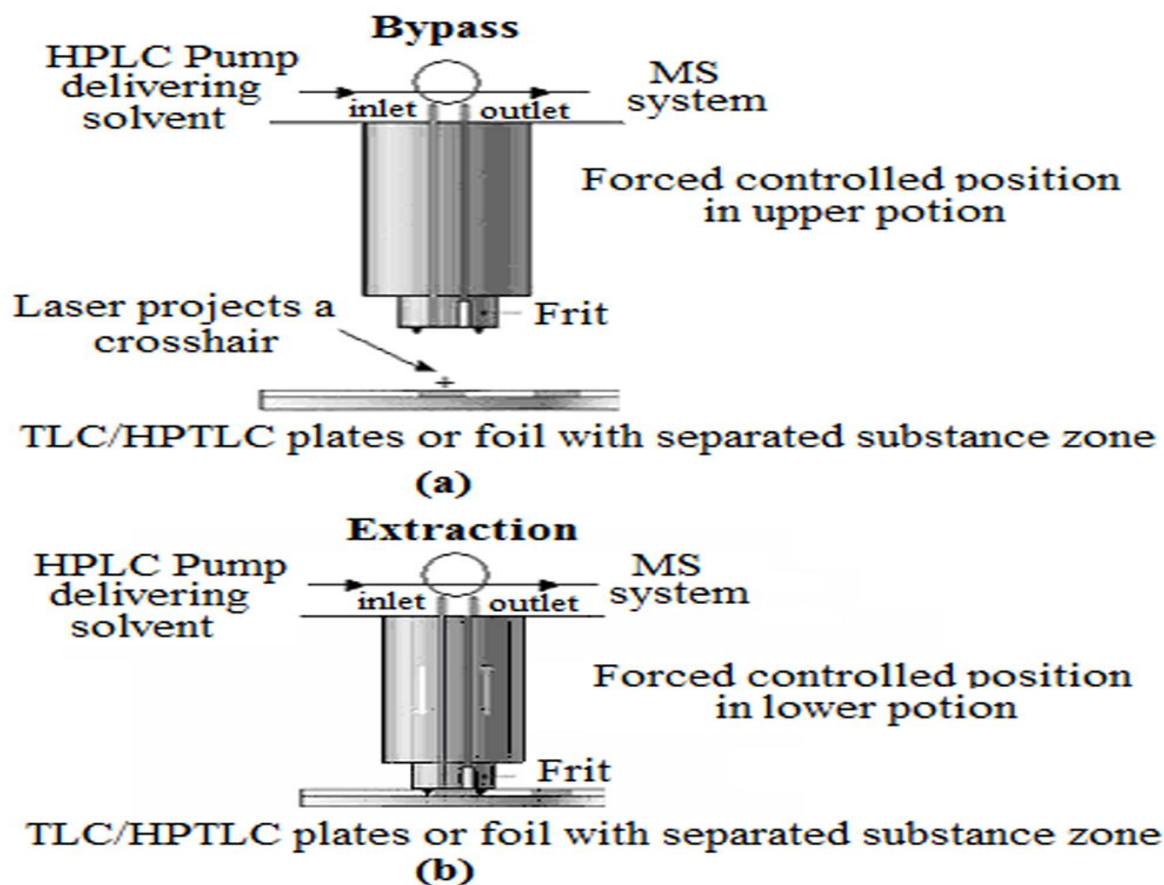 Bypass
HPLC Pump
delivering
solvent
inlet
outlet
MS
system
Forced controlled position
in upper potion
Laser projects a
crosshair
Frit
TLC/HPTLC plates or foil with separated substance zone
(a)
Extraction
HPLC Pump
delivering
solvent
inlet
outlet
MS
system
Forced controlled position
in lower potion
Frit
TLC/HPTLC plates or foil with separated substance zone
(b)